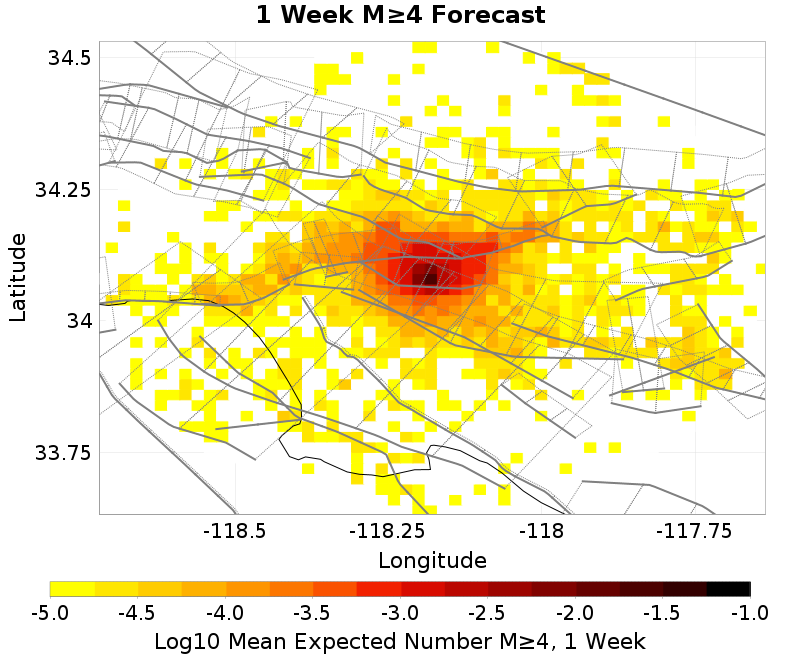 1 Week M≥4 Forecast
34.5
34.25
34
33.75
Latitude
-118.5 -118.25 -118 -117.75
Longitude
-5.0 -4.5 -4.0 -3.5 -3.0 -2.5 -2.0 -1.5 -1.0
Log10 Mean Expected Number M≥4, 1 Week